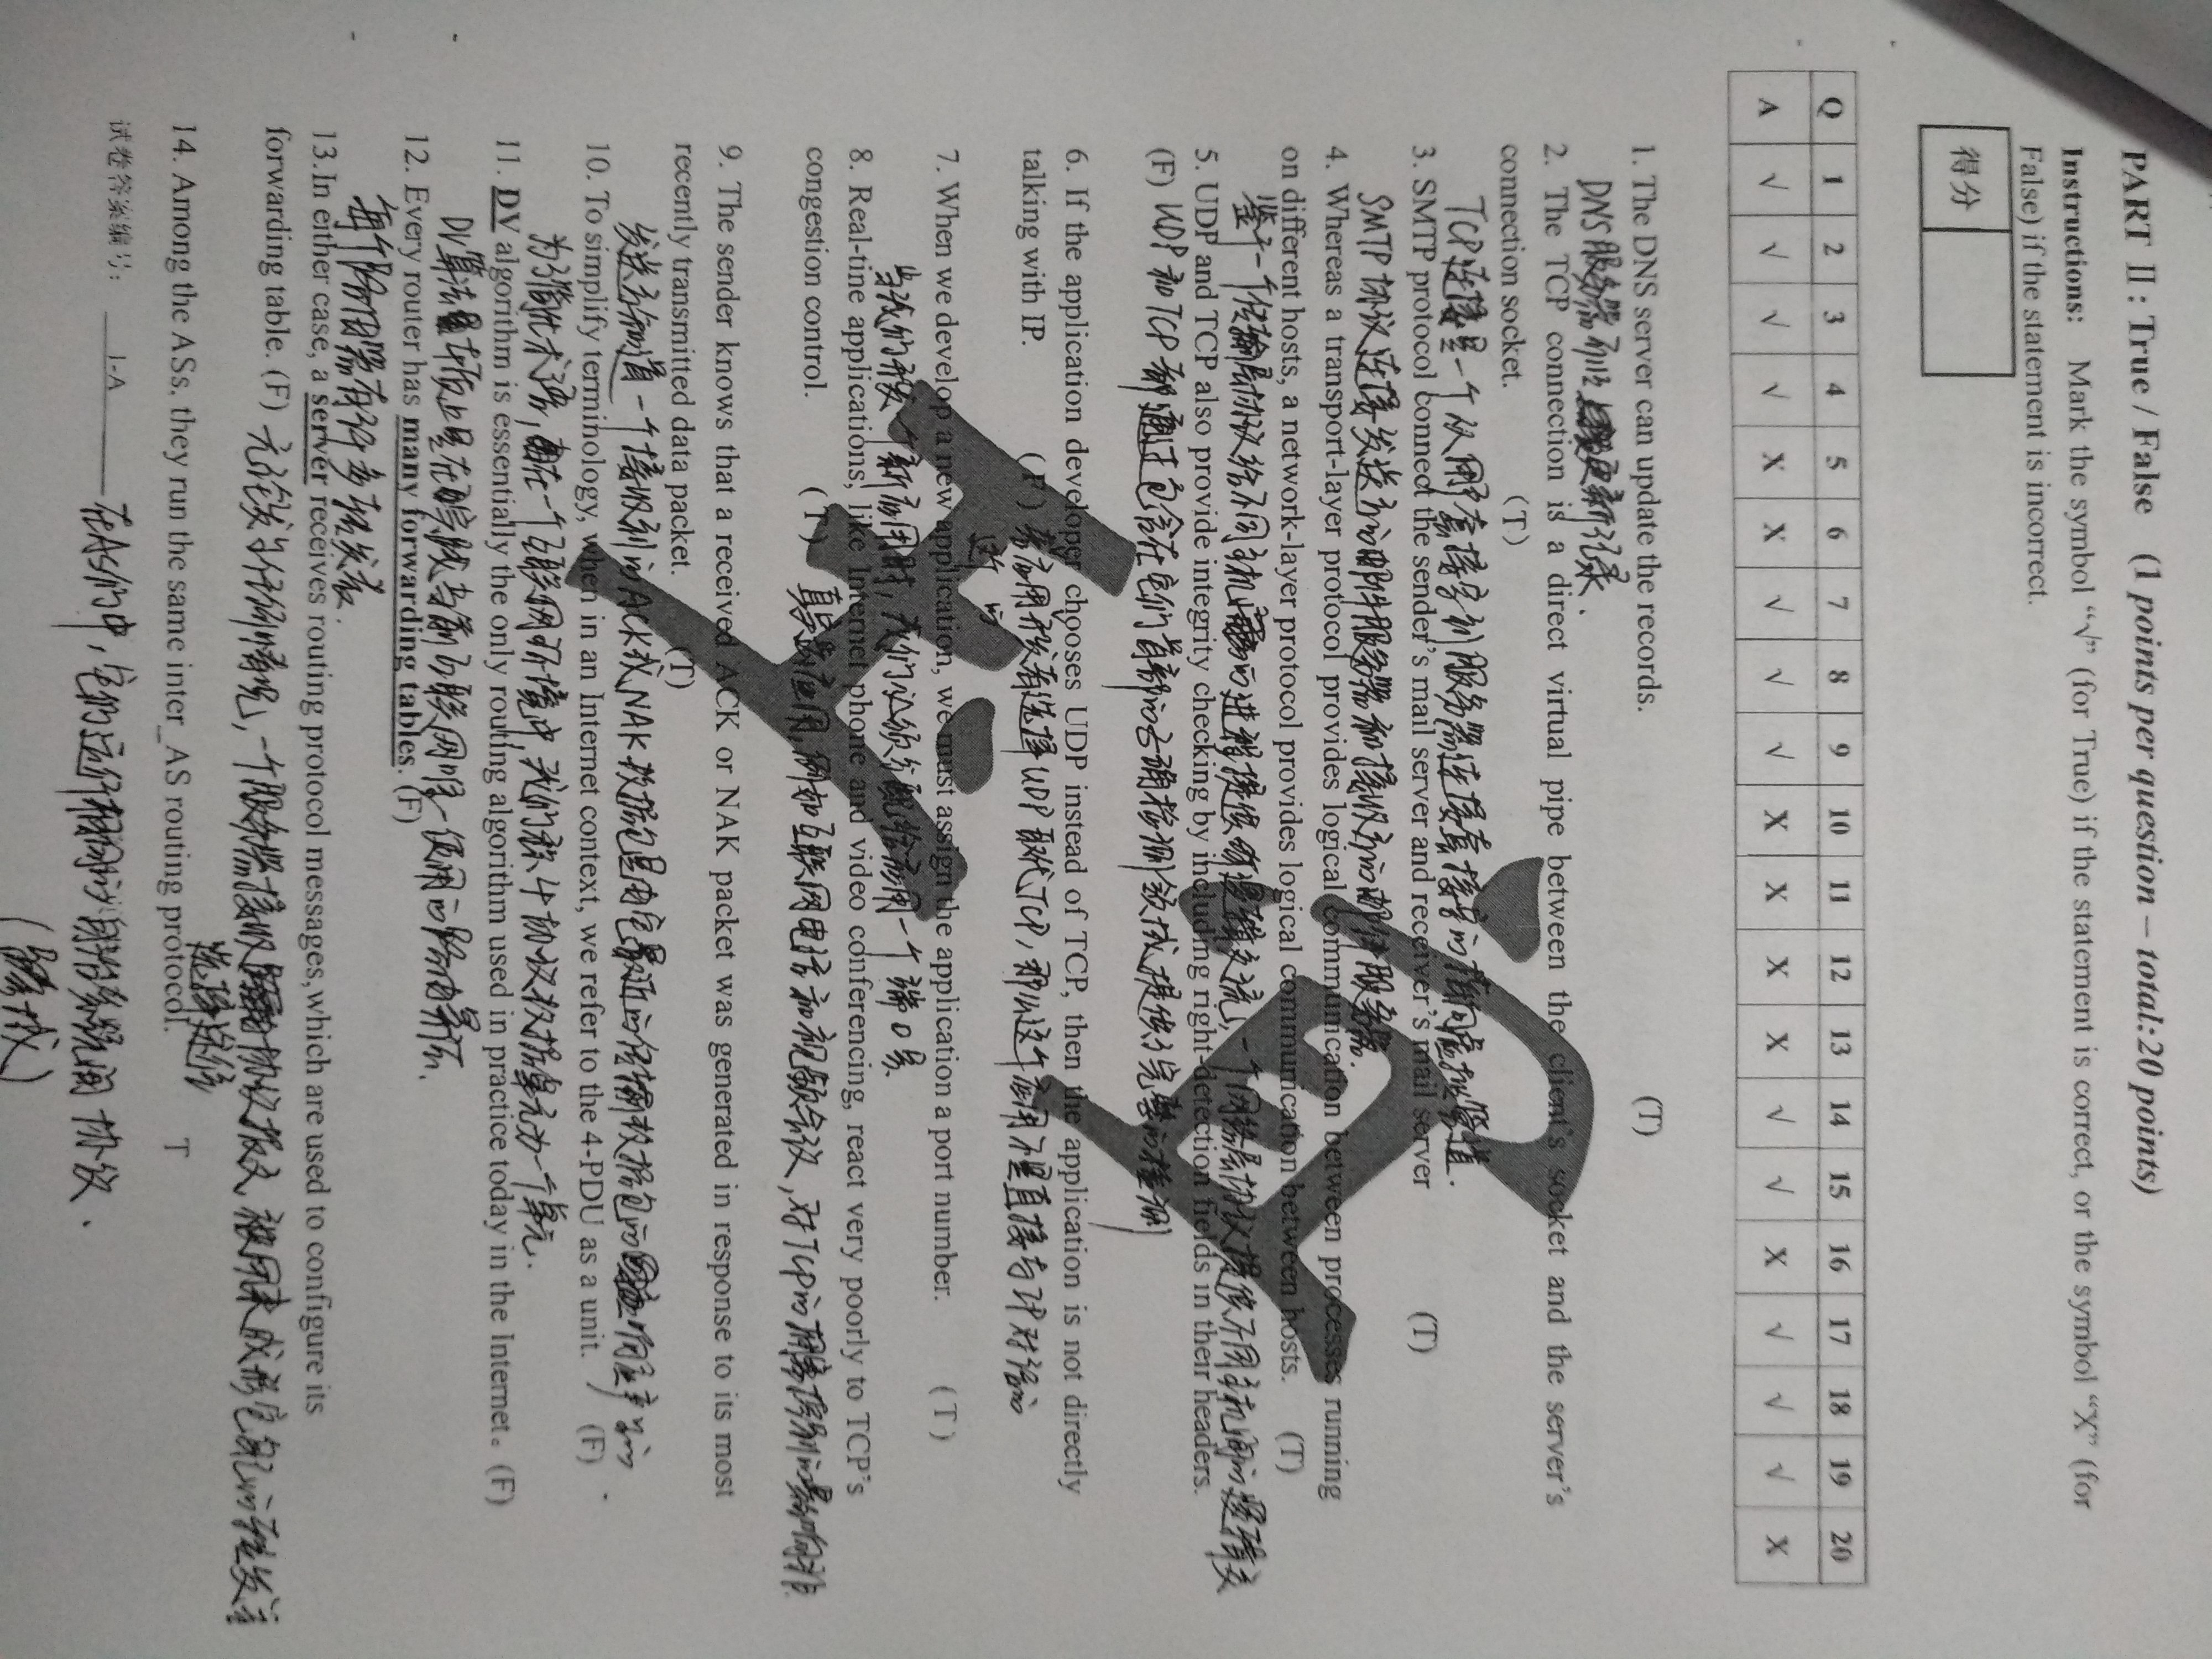 PART Ⅱ: True / False (1 points per question – total:20 points)
Instructions: Mark the symbol “√” (for True) if the statement is correct, or the symbol “X” (for
False) if the statement is incorrect.
得分
Q 1 2 3 4 5 6 7 8 9 10 11 12 13 14 15 16 17 18 19 20
A √ √ √ √ X X √ √ √ X X X X √ √ X √ √ √ X
1. The DNS server can update the records. (T)
DNS服务器可以更新记录.
2. The TCP connection is a direct virtual pipe between the client's socket and the server's
connection socket. (T)
TCP连接是一个从用户套接字到服务器连接套接字的指向虚拟管道.
3. SMTP protocol connect the sender's mail server and receiver's mail server (T)
SMTP协议连接发送方的邮件服务器和接收方的邮件服务器.
4. Whereas a transport-layer protocol provides logical communication between processes running
on different hosts, a network-layer protocol provides logical communication between hosts. (T)
鉴于一个传输层协议给不同主机的进程提供逻辑交流,一个网络层协议提供不同主机间的逻辑交
5. UDP and TCP also provide integrity checking by including right-detection fields in their headers.
(F) UDP和TCP都通过包含在它们首部的正确检测领域提供了完整的检测
6. If the application developer chooses UDP instead of TCP, then the application is not directly
talking with IP. (F) 应用开发者选择UDP取代TCP,那么这个应用不是直接与IP对话的
7. When we develop a new application, we must assign the application a port number. (T)
当我们开发一个新应用时,我们必须分配给应用一个端口号.
8. Real-tine applications, like Internet phone and video conferencing, react very poorly to TCP's
congestion control. (T) 真实应用,例如互联网电话和视频会议,对TCP的拥塞控制的影响非
9. The sender knows that a received ACK or NAK packet was generated in response to its most
recently transmitted data packet. (T)
发送方知道一个接收到的ACK或NAK数据包是由它最近的传输数据包的响应产生的
10. To simplify terminology, when in an Internet context, we refer to the 4-PDU as a unit. (F)
为了简化术语,在一个互联网环境中,我们称4协议数据单元为一个单元.
11. DV algorithm is essentially the only routing algorithm used in practice today in the Internet。(F)
DV算法本质上是在实践当前互联网唯一使用的路由算法.
12. Every router has many forwarding tables. (F)
每个路由器有许多转发表.
13.In either case, a server receives routing protocol messages,which are used to configure its
forwarding table. (F) 无论发生任何情况,一个服务器接收协议报文,被用来成形它自己的转发表
选择途径
14. Among the ASs. they run the same inter_AS routing protocol. T
试卷答案编号: 1-A 在AS们中,它们运行相同的自治系统间协议.
(跨域)